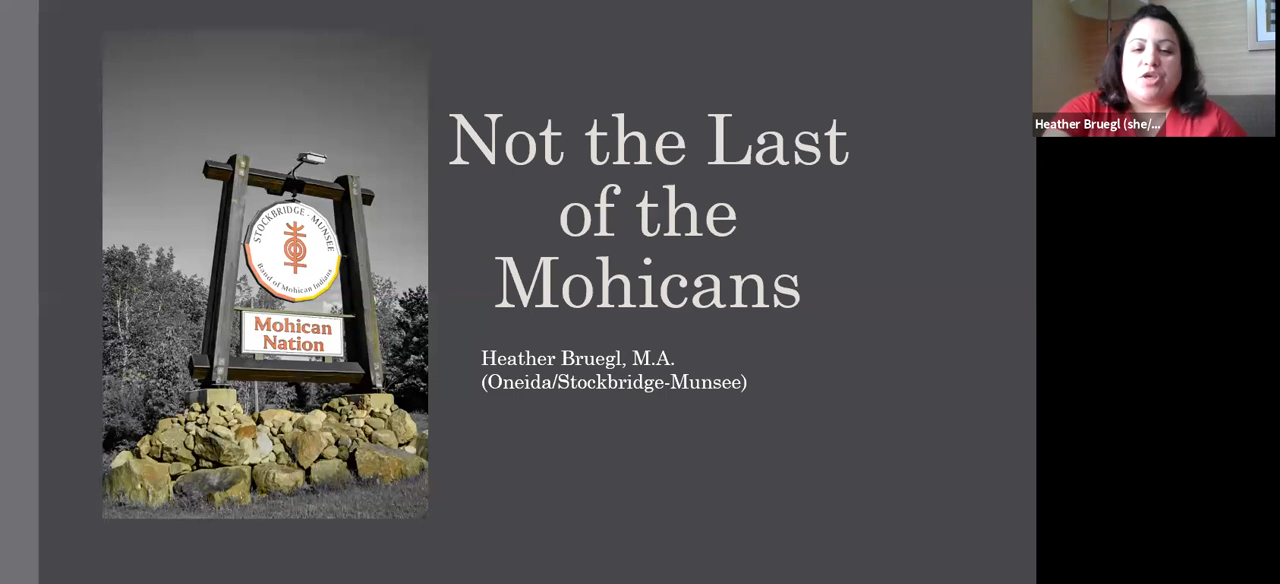 Not the Last
of the
Mohicans
Heather Bruegl, M.A.
(Oneida/Stockbridge-Munsee)
STOCKBRIDGE - MUNSEE
Band of Mohican Indians
Mohican
Nation
Heather Bruegl (she/...